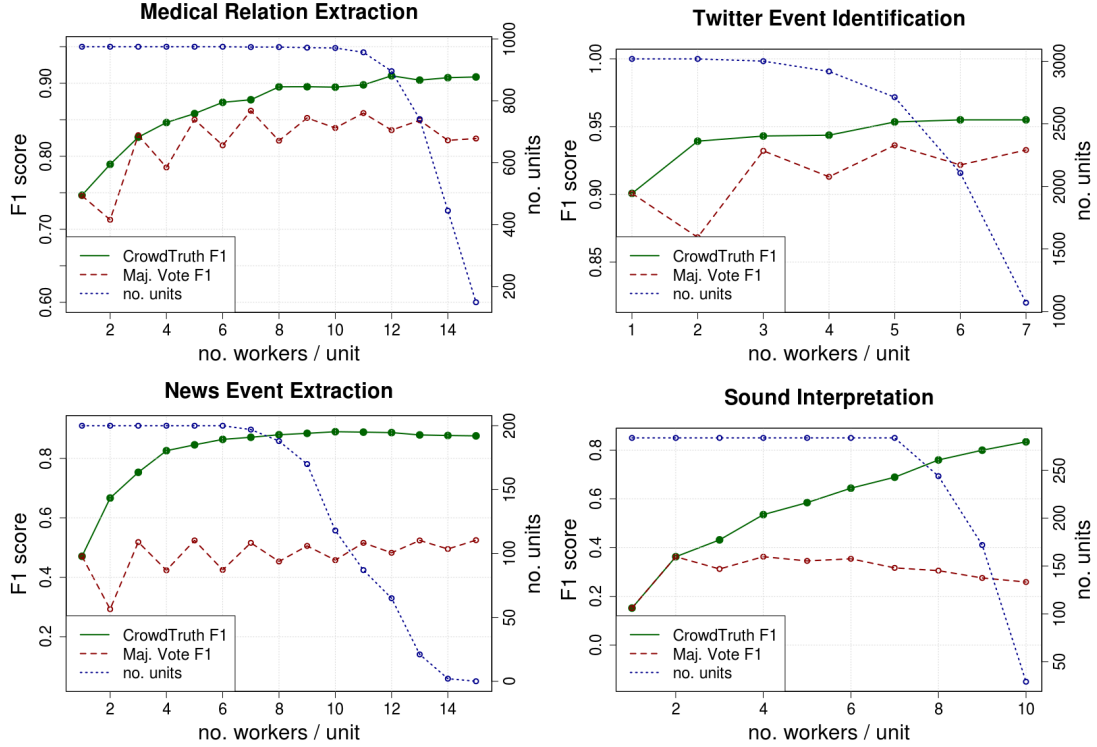 Medical Relation Extraction
F1 score
0.60 0.70 0.80 0.90
200 400 600 800 1000
no. units
CrowdTruth F1
Maj. Vote F1
no. units
2 4 6 8 10 12 14
no. workers / unit
Twitter Event Identification
F1 score
0.85 0.90 0.95 1.00
1000 1500 2000 2500 3000
no. units
CrowdTruth F1
Maj. Vote F1
no. units
1 2 3 4 5 6 7
no. workers / unit
News Event Extraction
F1 score
0.2 0.4 0.6 0.8
0 50 100 150 200
no. units
CrowdTruth F1
Maj. Vote F1
no. units
2 4 6 8 10 12 14
no. workers / unit
Sound Interpretation
F1 score
0.0 0.2 0.4 0.6 0.8
50 100 150 200 250
no. units
CrowdTruth F1
Maj. Vote F1
no. units
2 4 6 8 10
no. workers / unit